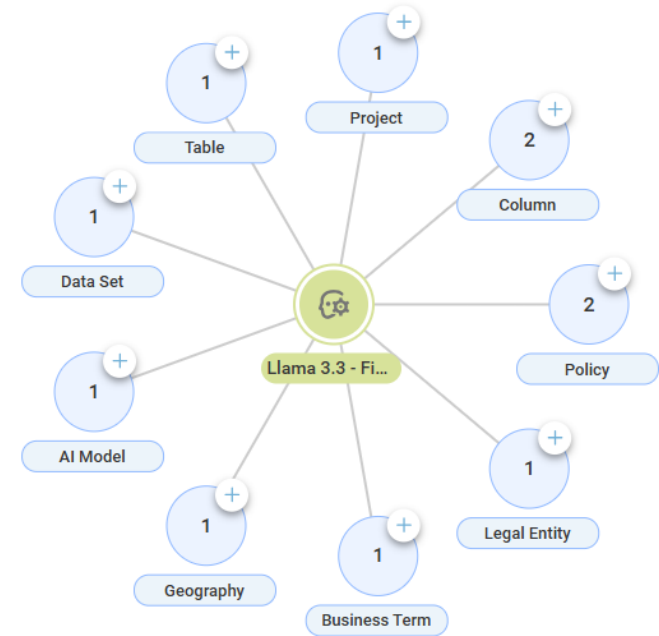 1
Project
1
Table
2
Column
1
Data Set
2
Policy
Llama 3.3 - Fi...
1
AI Model
1
Legal Entity
1
Geography
1
Business Term